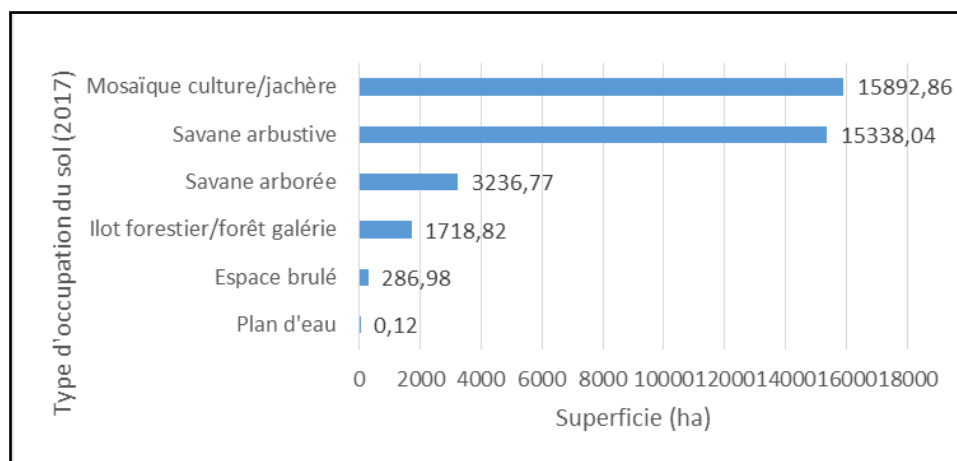 Type d'occupation du sol (2017)
Mosaïque culture/jachère 15892,86
Savane arbustive 15338,04
Savane arborée 3236,77
Ilot forestier/forêt galérie 1718,82
Espace brulé 286,98
Plan d'eau 0,12
0 2000 4000 6000 8000 10000 12000 14000 16000 18000
Superficie (ha)